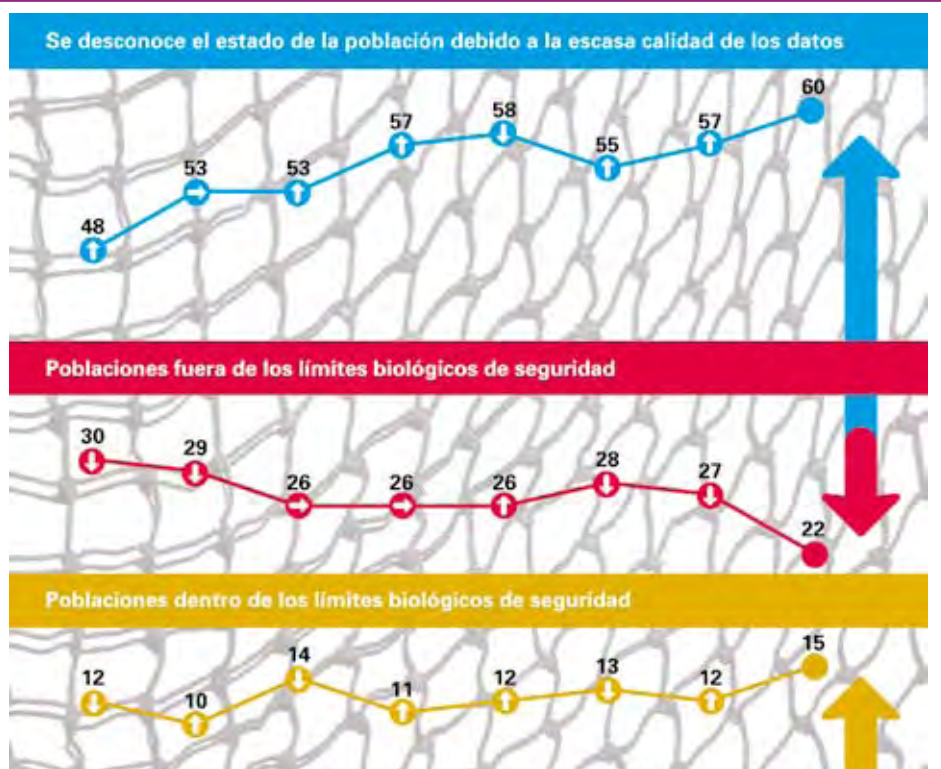 Se desconoce el estado de la población debido a la escasa calidad de los datos
48 53 53 57 58 55 57 60
Poblaciones fuera de los límites biológicos de seguridad
30 29 26 26 26 28 27 22
Poblaciones dentro de los límites biológicos de seguridad
12 10 14 11 12 13 12 15